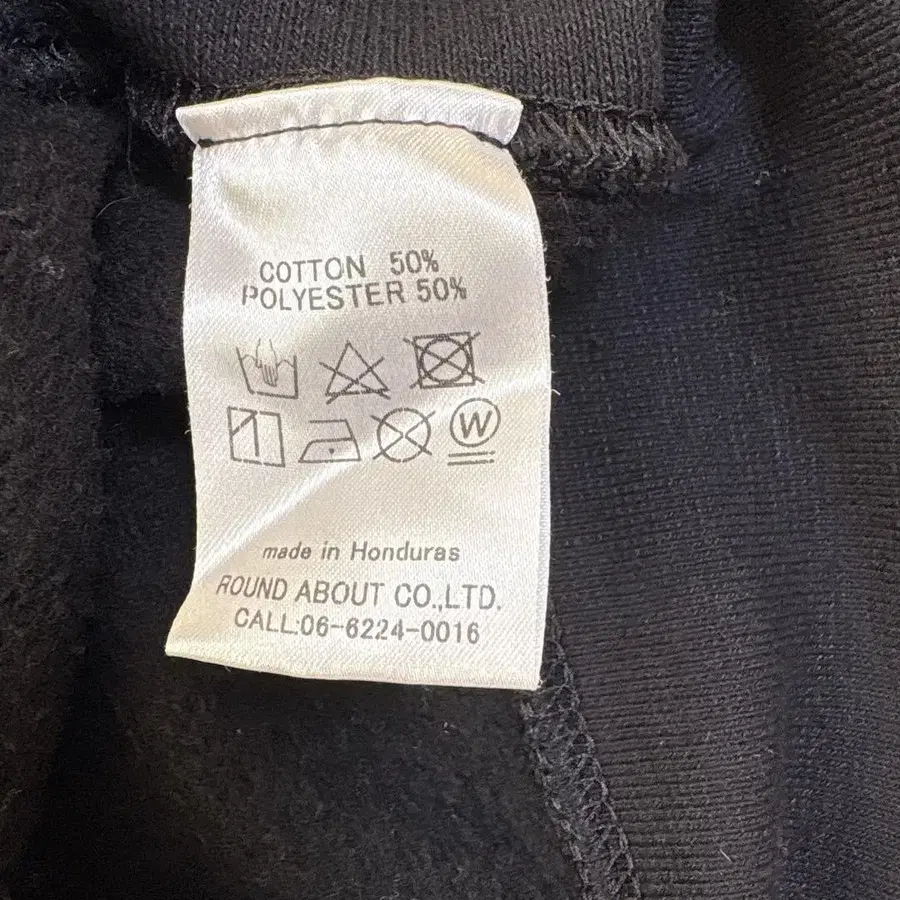 COTTON 50%
POLYESTER 50%
W
made in Honduras
ROUND ABOUT CO.,LTD.
CALL:06-6224-0016